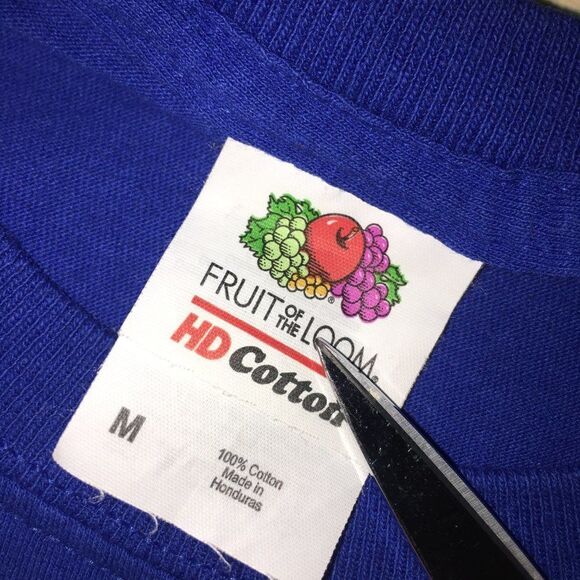 FRUIT OF THE LOOM®
HD Cotton
M
100% Cotton
Made in
Honduras